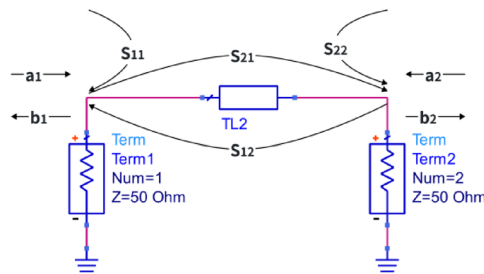 S11
S21
S22
a1
a2
b1
b2
TL2
S12
+
Term
Term1
Num=1
Z=50 Ohm
-
+
Term
Term2
Num=2
Z=50 Ohm
-